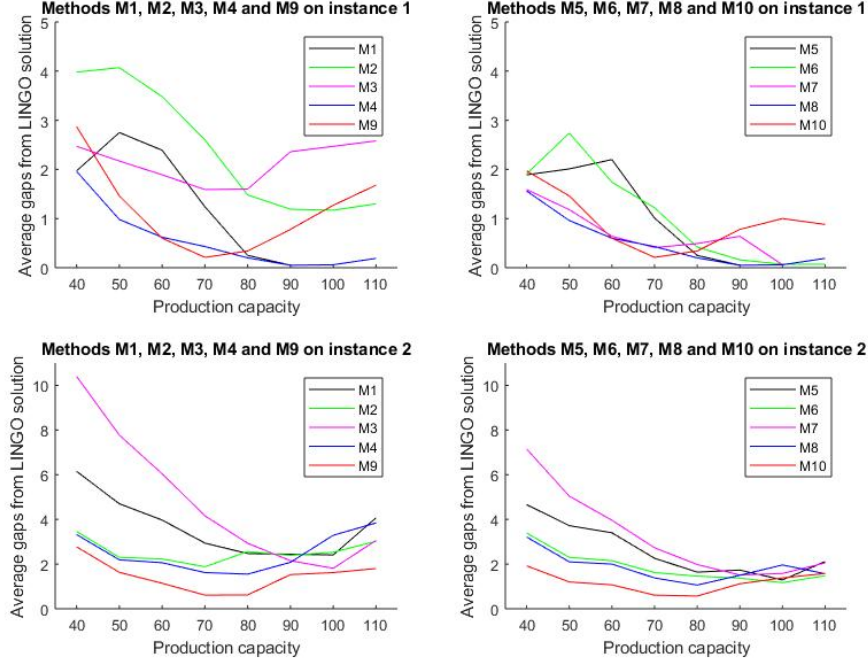 Methods M1, M2, M3, M4 and M9 on instance 1
5
4
3
2
1
0
Average gaps from LINGO solution
M1
M2
M3
M4
M9
40 50 60 70 80 90 100 110
Production capacity
Methods M5, M6, M7, M8 and M10 on instance 1
5
4
3
2
1
0
Average gaps from LINGO solution
M5
M6
M7
M8
M10
40 50 60 70 80 90 100 110
Production capacity
Methods M1, M2, M3, M4 and M9 on instance 2
10
8
6
4
2
0
Average gaps from LINGO solution
M1
M2
M3
M4
M9
40 50 60 70 80 90 100 110
Production capacity
Methods M5, M6, M7, M8 and M10 on instance 2
10
8
6
4
2
0
Average gaps from LINGO solution
M5
M6
M7
M8
M10
40 50 60 70 80 90 100 110
Production capacity